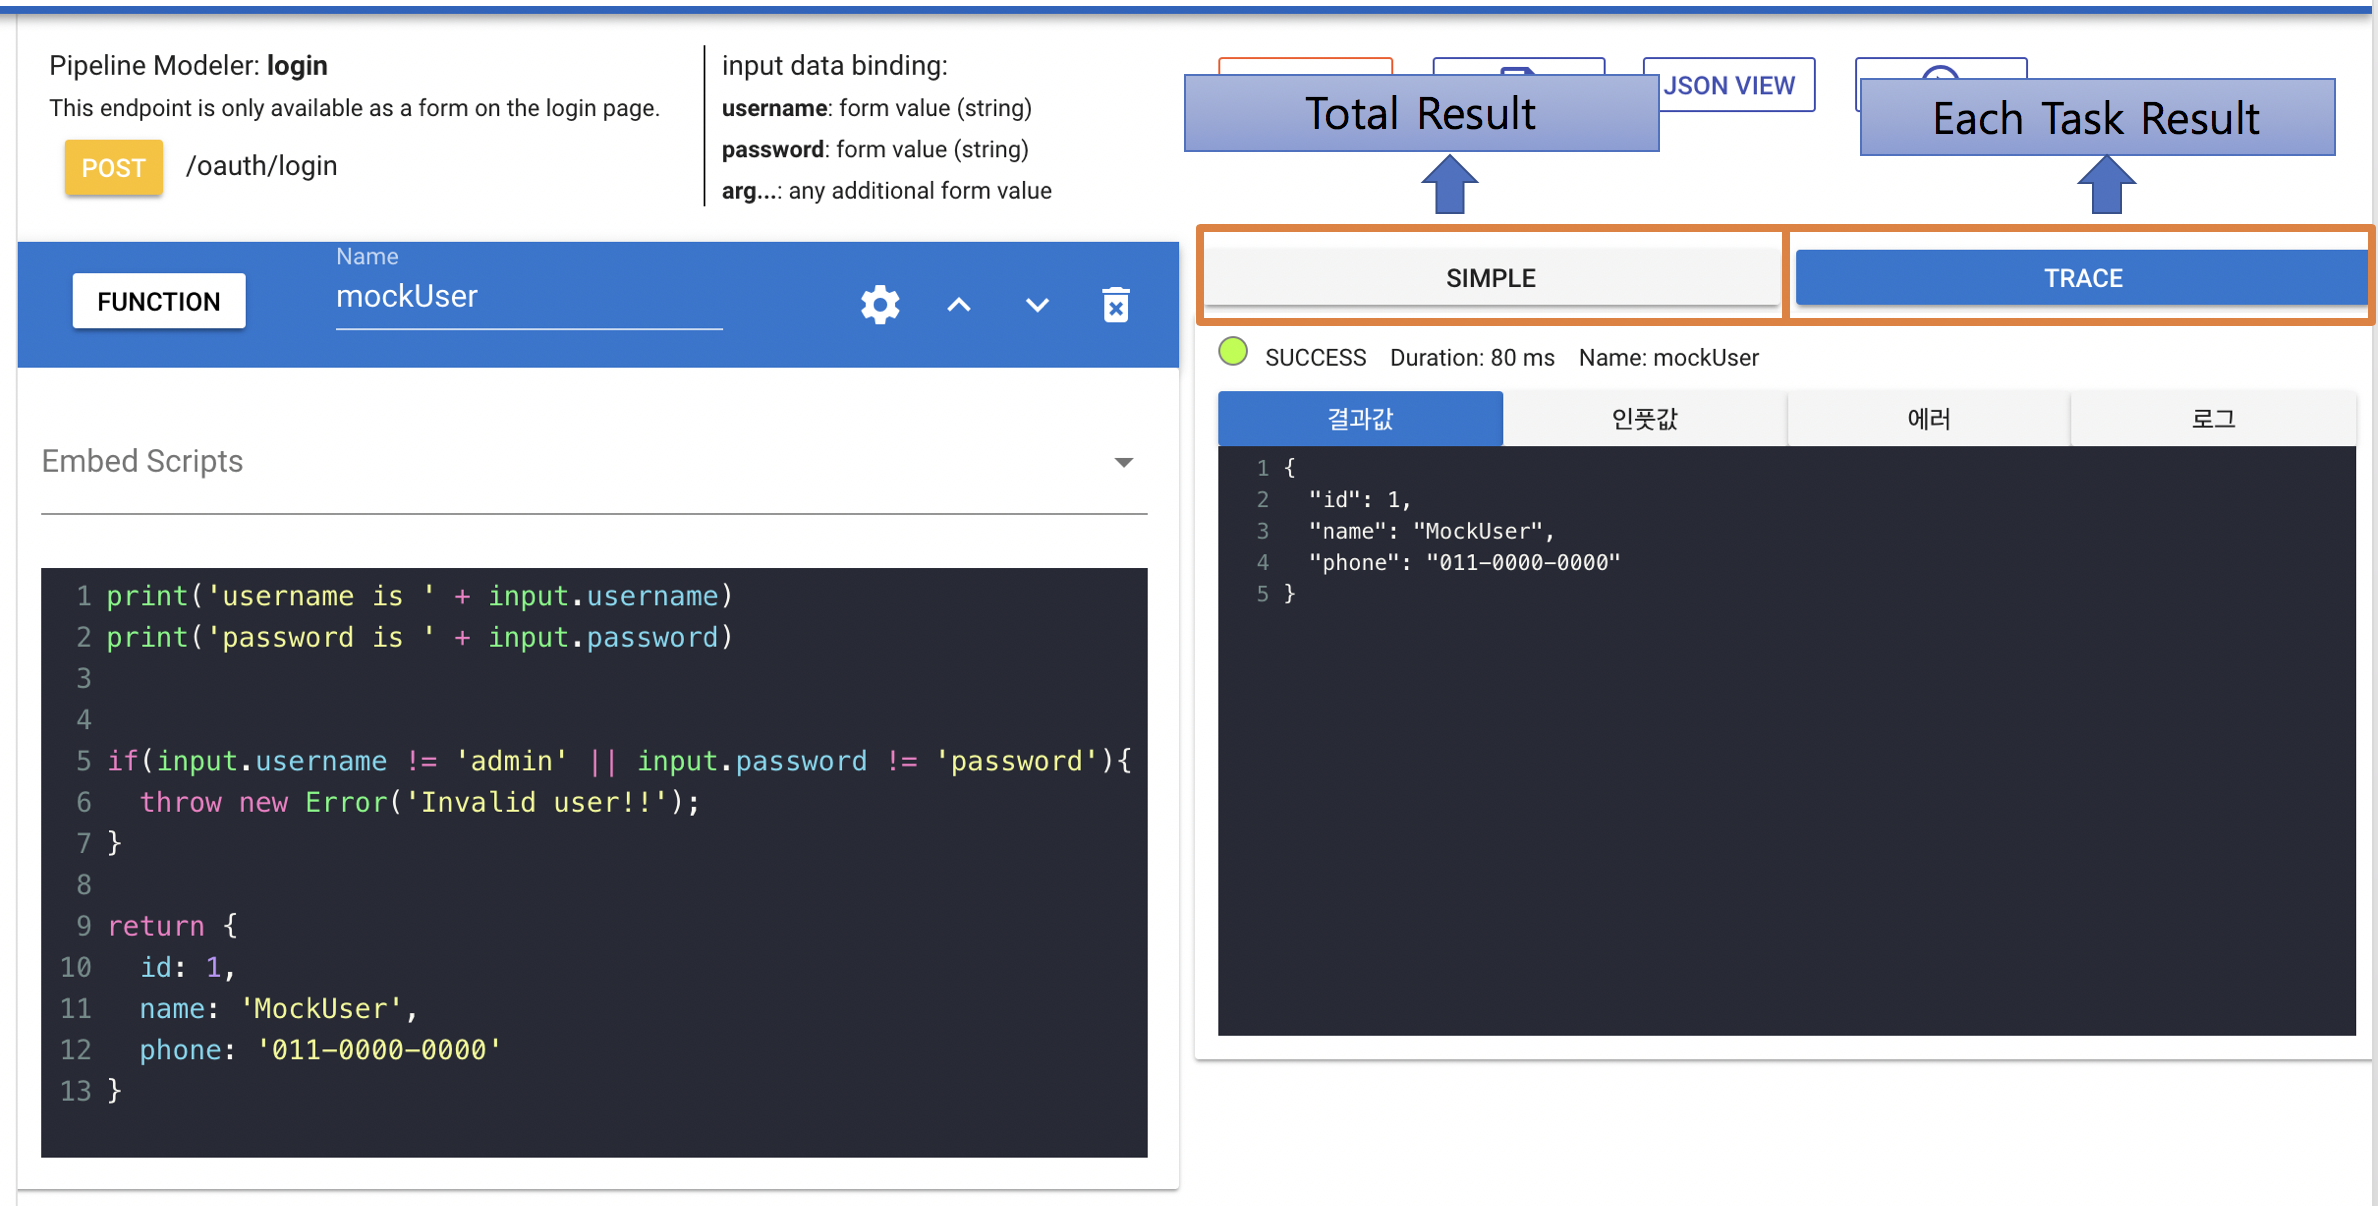 Pipeline Modeler: login
This endpoint is only available as a form on the login page.
POST /oauth/login
input data binding:
username: form value (string)
password: form value (string)
arg...: any additional form value
Total Result
JSON VIEW
Each Task Result
FUNCTION
Name
mockUser
Embed Scripts
1 print('username is ' + input.username)
2 print('password is ' + input.password)
3
4
5 if(input.username != 'admin' || input.password != 'password'){
6   throw new Error('Invalid user!!');
7 }
8
9 return {
10   id: 1,
11   name: 'MockUser',
12   phone: '011-0000-0000'
13 }
SIMPLE
TRACE
SUCCESS Duration: 80 ms Name: mockUser
결과값 인풋값 에러 로그
1 {
2   "id": 1,
3   "name": "MockUser",
4   "phone": "011-0000-0000"
5 }